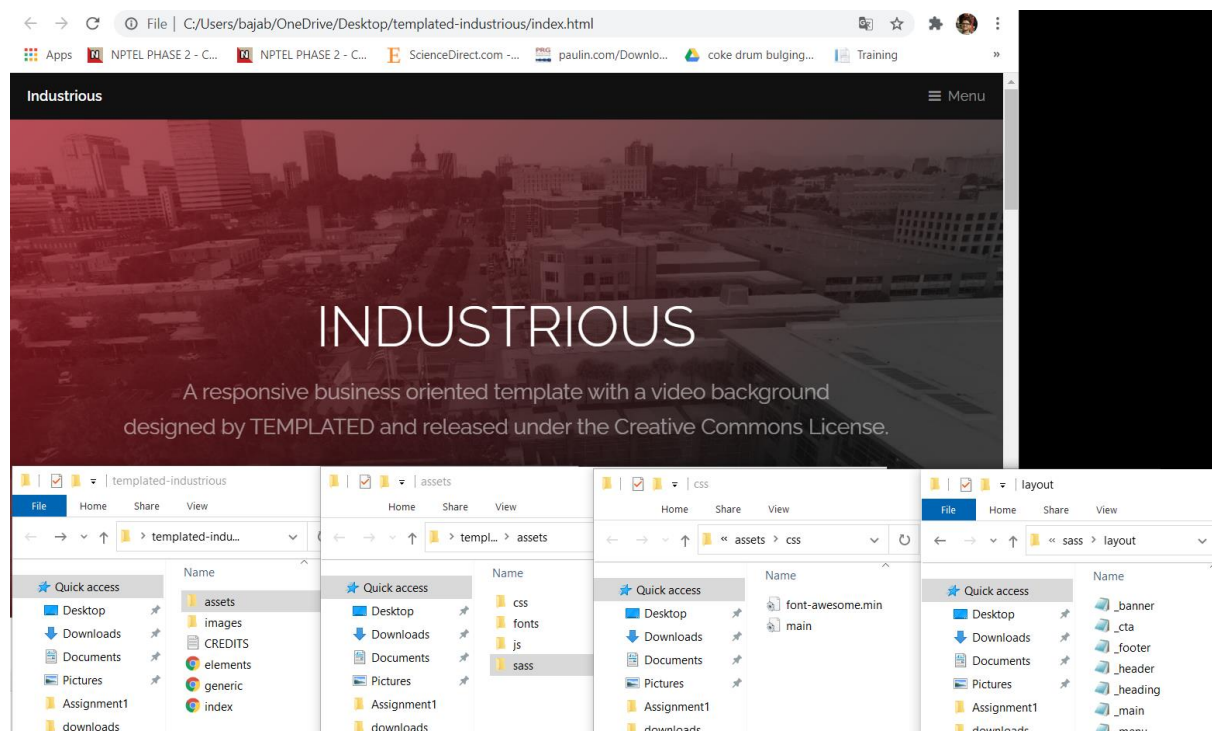 File | C:/Users/bajab/OneDrive/Desktop/templated-industrious/index.html
Apps NPTEL PHASE 2 - C... NPTEL PHASE 2 - C... ScienceDirect.com -... paulin.com/Downlo... coke drum bulging... Training »
Industrious Menu
INDUSTRIOUS
A responsive business oriented template with a video background
designed by TEMPLATED and released under the Creative Commons License.
templated-industrious
File Home Share View
> templated-indu...
Name
Quick access
Desktop
Downloads
Documents
Pictures
Assignment1
downloads
assets
images
CREDITS
elements
generic
index
assets
Home Share View
> templ... > assets
Name
Quick access
Desktop
Downloads
Documents
Pictures
Assignment1
downloads
css
fonts
js
sass
css
Home Share View
« assets > css
Name
Quick access
Desktop
Downloads
Documents
Pictures
Assignment1
downloads
font-awesome.min
main
layout
File Home Share View
« sass > layout
Name
Quick access
Desktop
Downloads
Documents
Pictures
Assignment1
downloads
_banner
_cta
_footer
_header
_heading
_main
_menu